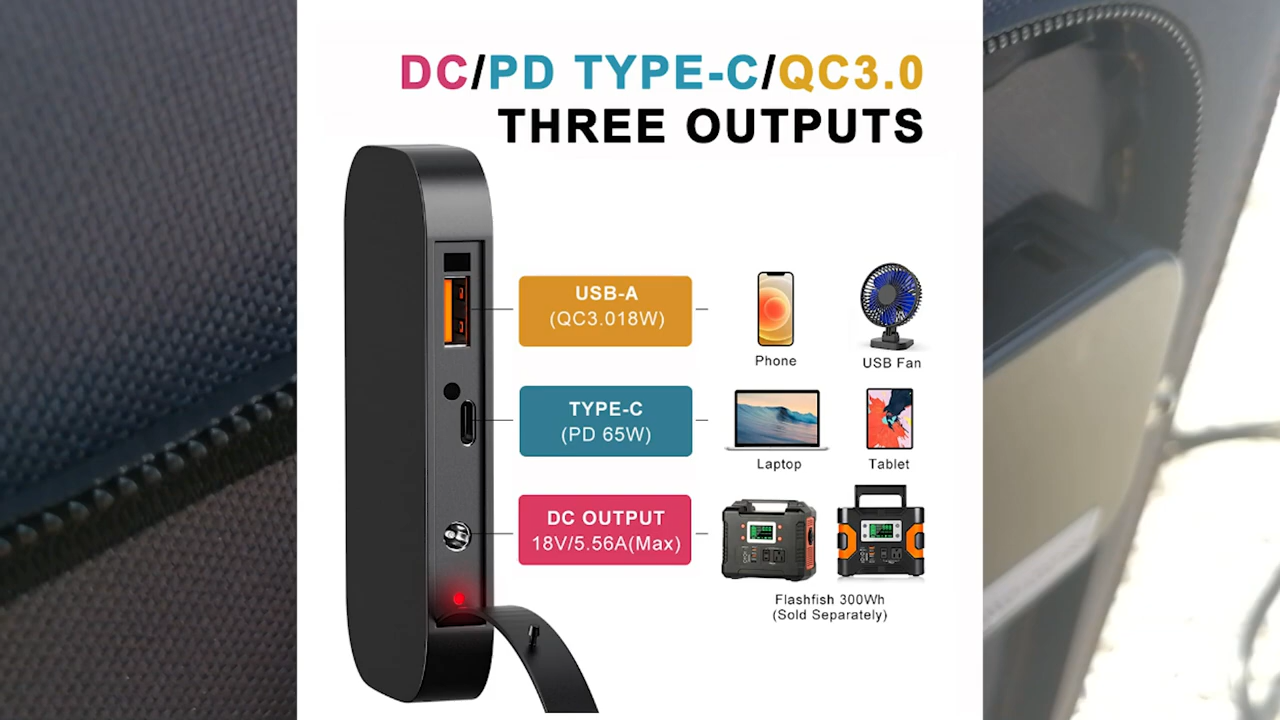 DC/PD TYPE-C/QC3.0
THREE OUTPUTS
USB-A
(QC3.018W)
Phone
USB Fan
TYPE-C
(PD 65W)
Laptop
Tablet
DC OUTPUT
18V/5.56A(Max)
Flashfish 300Wh
(Sold Separately)